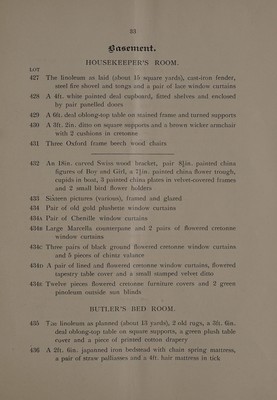 33
Basement.
HOUSEKEEPER'S ROOM.
LOT
427 The linoleum as laid (about 15 square yards), cast-iron fender,
steel fire shovel and tongs and a pair of lace window curtains
428 A 4ft. white painted deal cupboard, fitted shelves and enclosed
by pair panelled doors
429 A 6ft. deal oblong-top table on stained frame and turned supports
430 A 3ft. 2in. ditto on square supports and a brown wicker armchair
with 2 cushions in cretonne
431 Three Oxford frame beech wood chairs
432 An 18in. carved Swiss wood bracket, pair 8½in. painted china
figures of Boy and Girl, a 7½in. painted china flower trough,
cupids in boat, 3 painted china plates in velvet-covered frames
and 2 small bird flower holders
433 Sixteen pictures (various), framed and glazed
434 Pair of old gold plushette window curtains
434A Pair of Chenille window curtains
434B Large Marcella counterpane and 2 pairs of flowered cretonne
window curtains
434C Three pairs of black ground flowered cretonne window curtains
and 5 pieces of chintz valance
434D A pair of lined and flowered cretonne window curtains, flowered
tapestry table cover and a small stamped velvet ditto
434E Twelve pieces flowered cretonne furniture covers and 2 green
pinoleum outside sun blinds
BUTLER'S BED ROOM.
435 The linoleum as planned (about 13 yards), 2 old rugs, a 3ft. 6in.
deal oblong-top table on square supports, a green plush table
cover and a piece of printed cotton drapery
436 A 2ft. 6in. japanned iron bedstead with chain spring mattress,
a pair of straw palliasses and a 4ft. hair mattress in tick